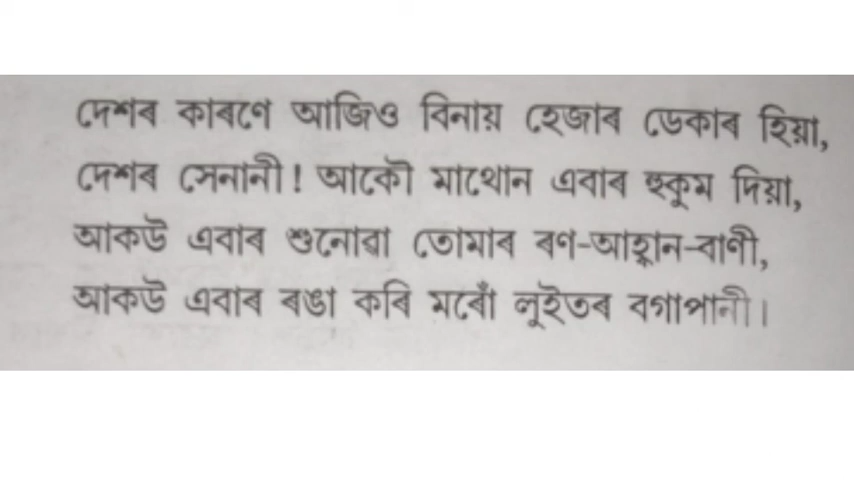 দেশৰ কাৰণে আজিও বিনায় হেজাৰ ডেকাৰ হিয়া,
দেশৰ সেনানী! আকৌ মাথোন এবাৰ হুকুম দিয়া,
আকউ এবাৰ শুনোৱা তোমাৰ ৰণ-আহ্বান-বাণী,
আকউ এবাৰ ৰঙা কৰি মৰোঁ লুইতৰ বগাপানী।